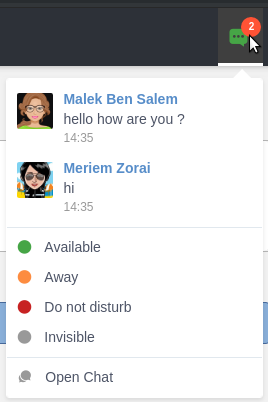 2
Malek Ben Salem
hello how are you ?
14:35
Meriem Zorai
hi
14:35
Available
Away
Do not disturb
Invisible
Open Chat